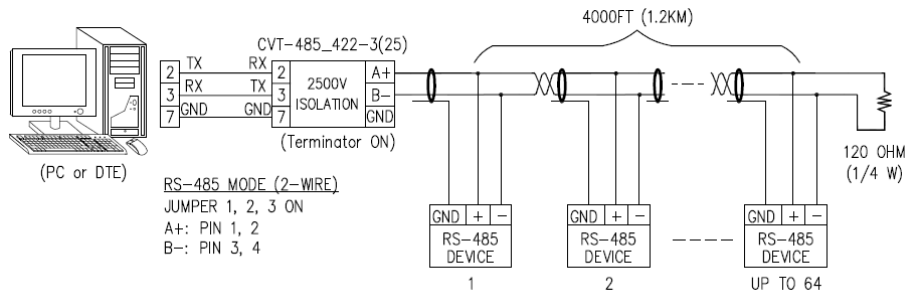 4000FT (1.2KM)
CVT-485_422-3(25)
2 TX RX 2 2500V ISOLATION A+
3 RX TX 3 B-
7 GND GND 7 GND
(PC or DTE)
(Terminator ON)
120 OHM
(1/4 W)
RS-485 MODE (2-WIRE)
JUMPER 1, 2, 3 ON
A+: PIN 1, 2
B-: PIN 3, 4
GND + -
RS-485
DEVICE
1
GND + -
RS-485
DEVICE
2
GND + -
RS-485
DEVICE
UP TO 64